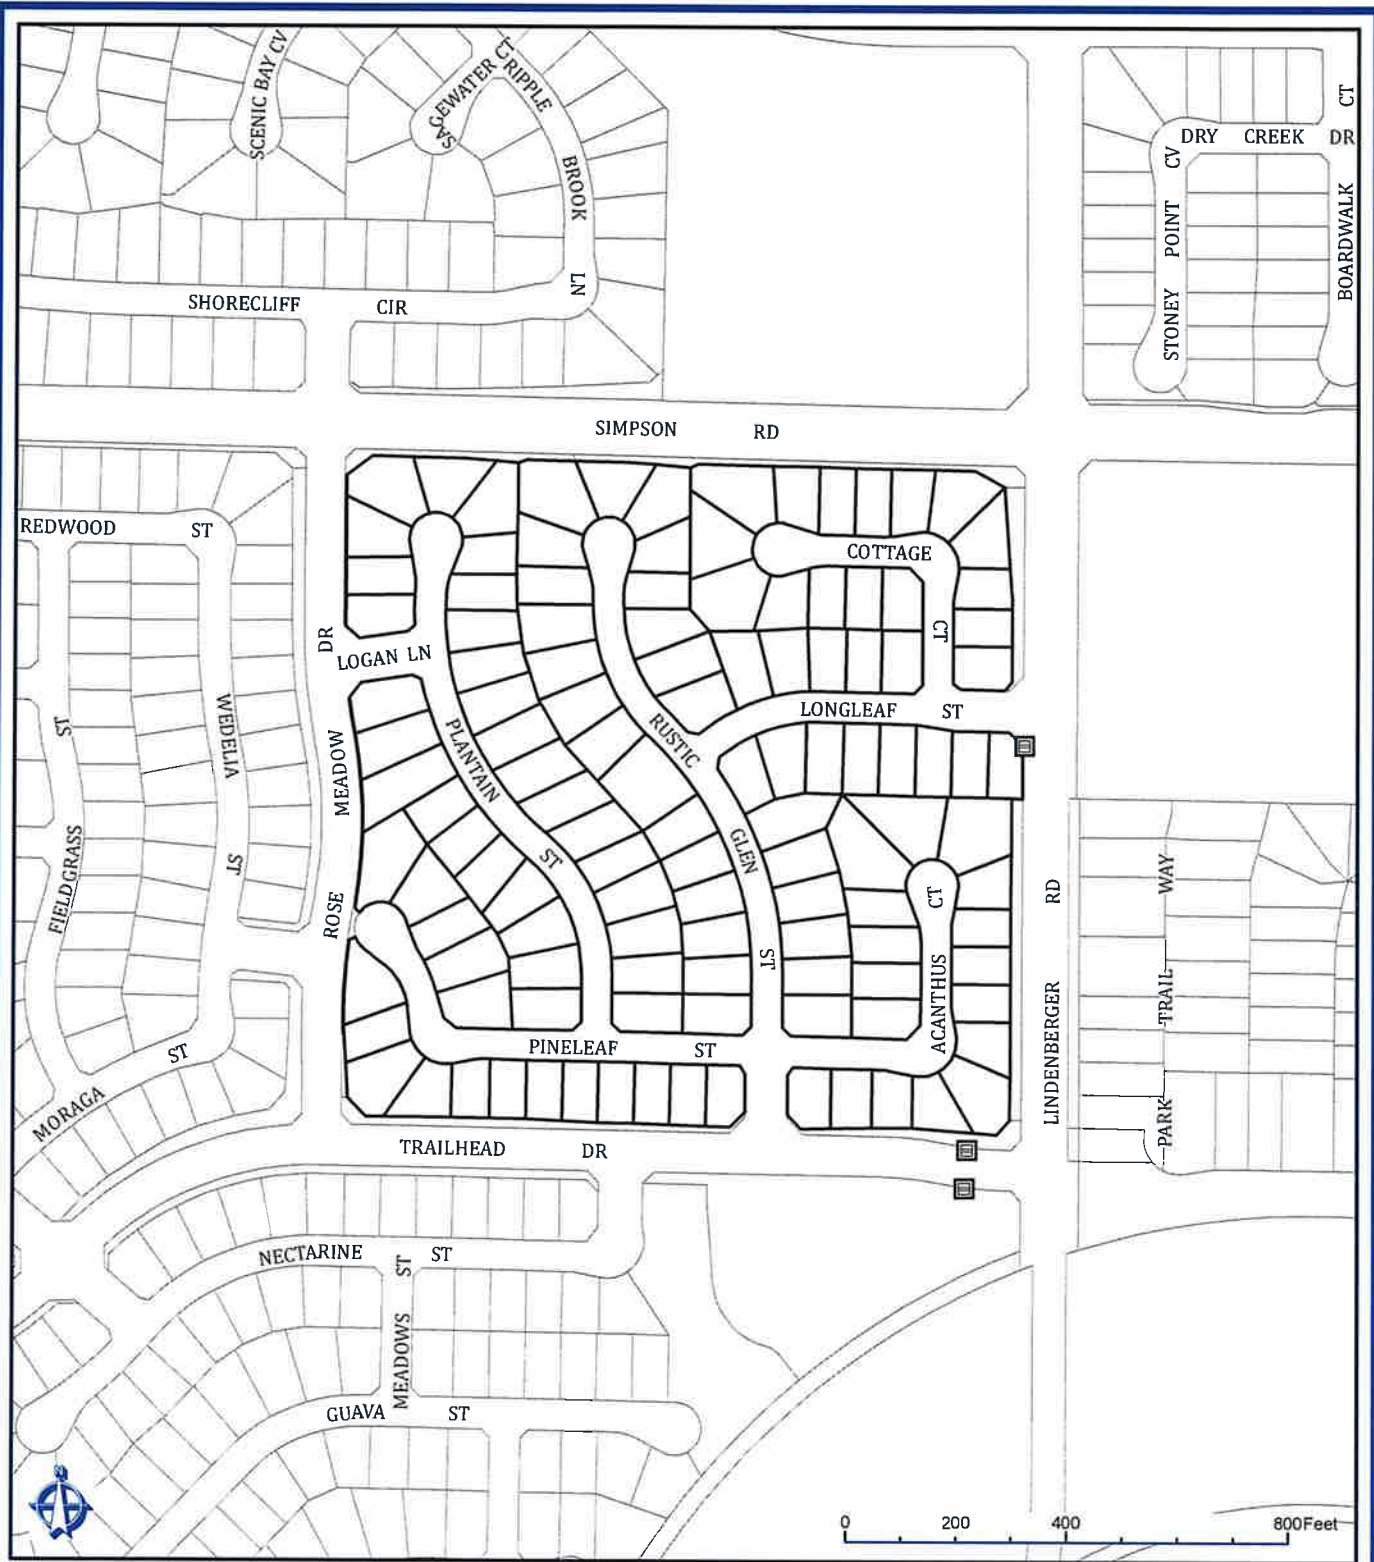 SCENIC BAY CV
SAGEWATER CT
RIPPLE BROOK LN
DRY CREEK DR
CT
STONEY POINT CV
BOARDWALK
SHORECLIFF CIR
SIMPSON RD
REDWOOD ST
COTTAGE CT
LOGAN LN
ROSE MEADOW DR
WEDELIA ST
FIELDGRASS ST
PLANTAIN ST
RUSTIC GLEN ST
LONGLEAF ST
ACANTHUS CT
LINDENBERGER RD
PARK TRAIL WAY
PINELEAF ST
MORAGA ST
TRAILHEAD DR
NECTARINE ST
MEADOWS ST
GUAVA ST
N
0 200 400 800Feet